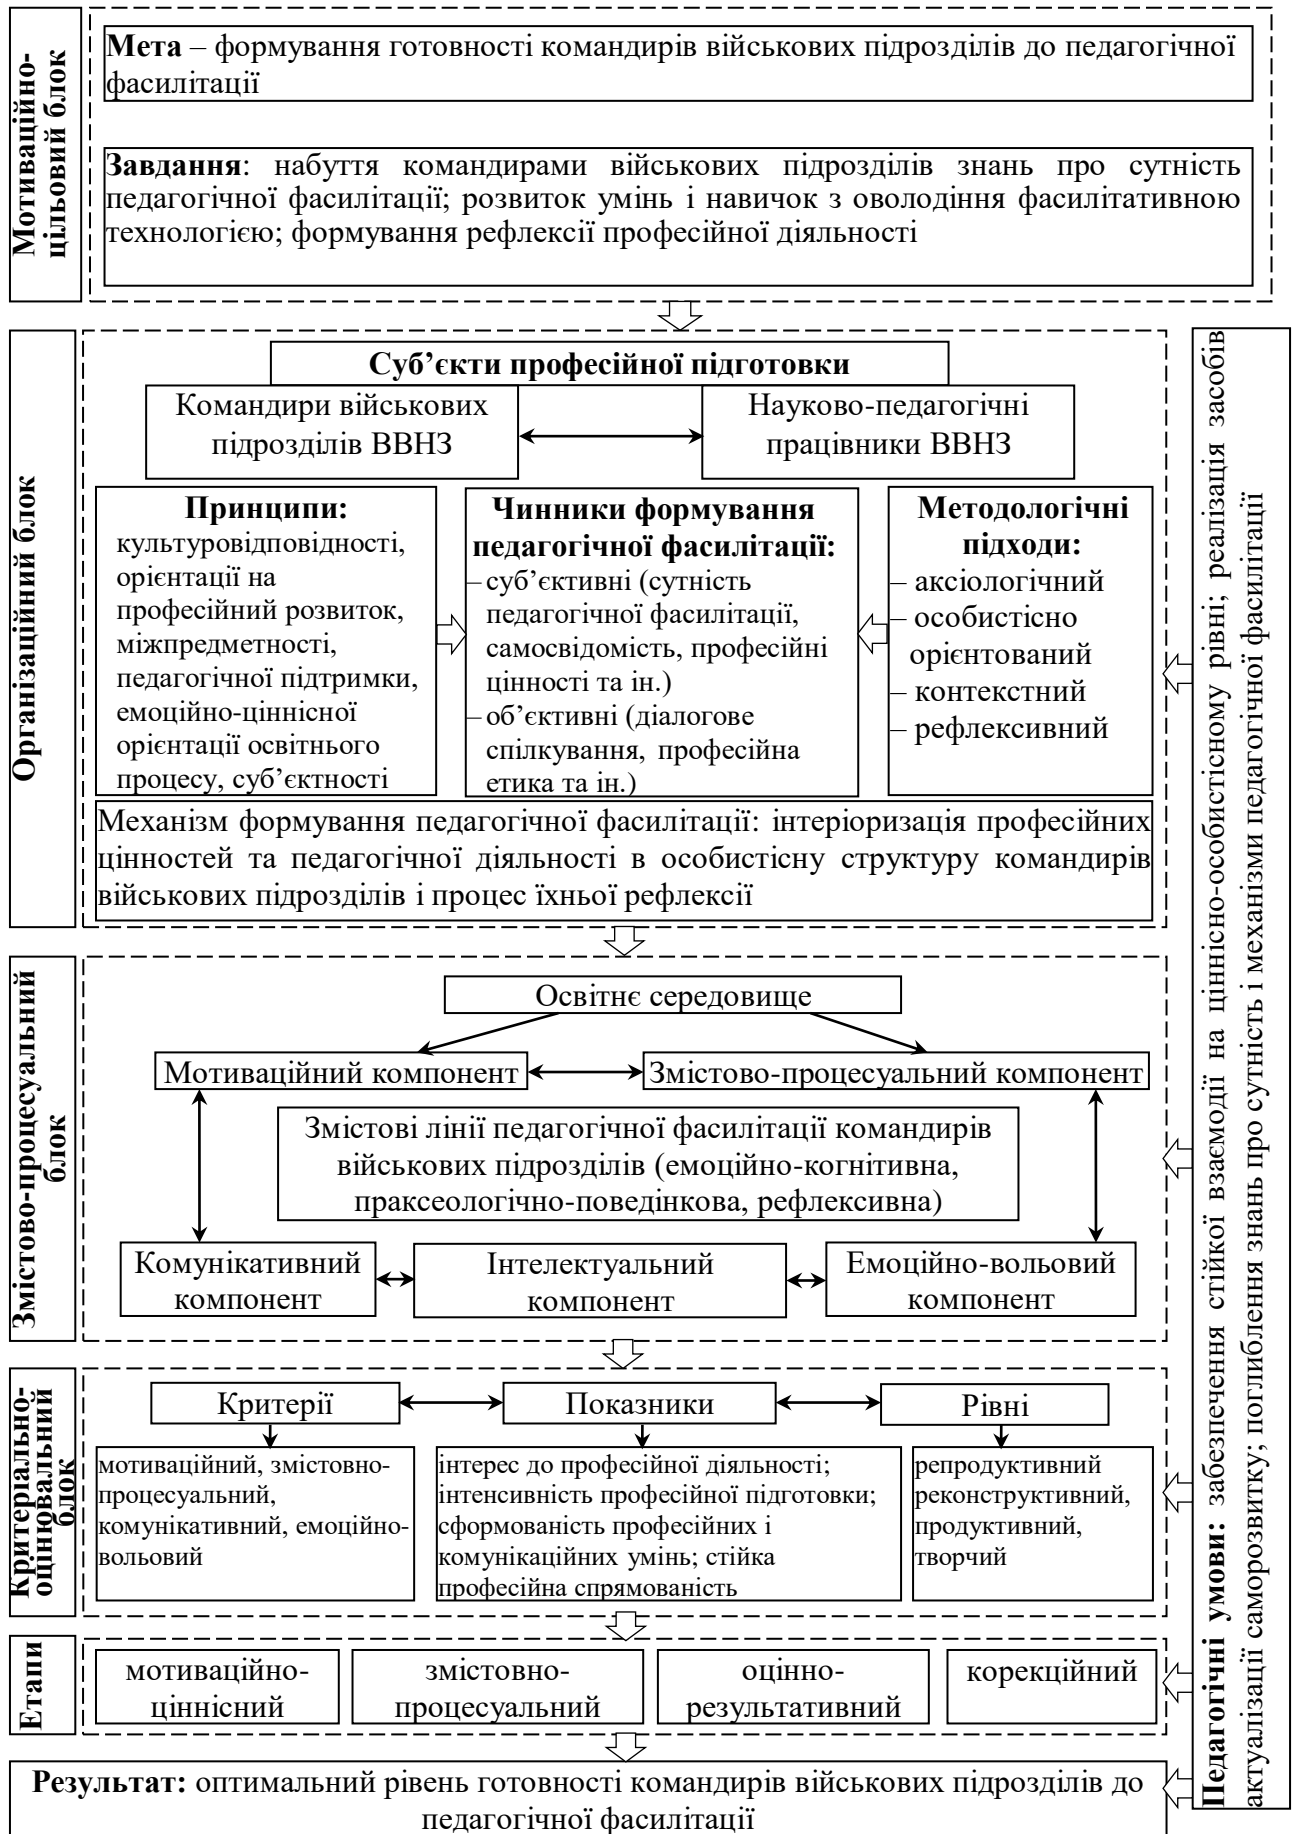 Мотиваційно-
цільовий блок
Мета – формування готовності командирів військових підрозділів до педагогічної
фасилітації
Завдання: набуття командирами військових підрозділів знань про сутність
педагогічної фасилітації; розвиток умінь і навичок з оволодіння фасилітативною
технологією; формування рефлексії професійної діяльності
Організаційний блок
Суб’єкти професійної підготовки
Командири військових
підрозділів ВВНЗ
Науково-педагогічні
працівники ВВНЗ
Принципи:
культуровідповідності,
орієнтації на
професійний розвиток,
міжпредметності,
педагогічної підтримки,
емоційно-ціннісної
орієнтації освітнього
процесу, суб’єктності
Чинники формування
педагогічної фасилітації:
– суб’єктивні (сутність
педагогічної фасилітації,
самосвідомість, професійні
цінності та ін.)
– об’єктивні (діалогове
спілкування, професійна
етика та ін.)
Методологічні
підходи:
– аксіологічний
– особистісно
орієнтований
– контекстний
– рефлексивний
Механізм формування педагогічної фасилітації: інтеріоризація професійних
цінностей та педагогічної діяльності в особистісну структуру командирів
військових підрозділів і процес їхньої рефлексії
Змістово-процесуальний
блок
Освітнє середовище
Мотиваційний компонент
Змістово-процесуальний компонент
Змістові лінії педагогічної фасилітації командирів
військових підрозділів (емоційно-когнітивна,
праксеологічно-поведінкова, рефлексивна)
Комунікативний
компонент
Інтелектуальний
компонент
Емоційно-вольовий
компонент
Критеріально-
оцінювальний
блок
Критерії
Показники
Рівні
мотиваційний, змістовно-
процесуальний,
комунікативний, емоційно-
вольовий
інтерес до професійної діяльності;
інтенсивність професійної підготовки;
сформованість професійних і
комунікаційних умінь; стійка
професійна спрямованість
репродуктивний
реконструктивний,
продуктивний,
творчий
Етапи
мотиваційно-
ціннісний
змістовно-
процесуальний
оцінно-
результативний
корекційний
Результат: оптимальний рівень готовності командирів військових підрозділів до
педагогічної фасилітації
Педагогічні умови: забезпечення стійкої взаємодії на ціннісно-особистісному рівні; реалізація засобів
актуалізації саморозвитку; поглиблення знань про сутність і механізми педагогічної фасилітації